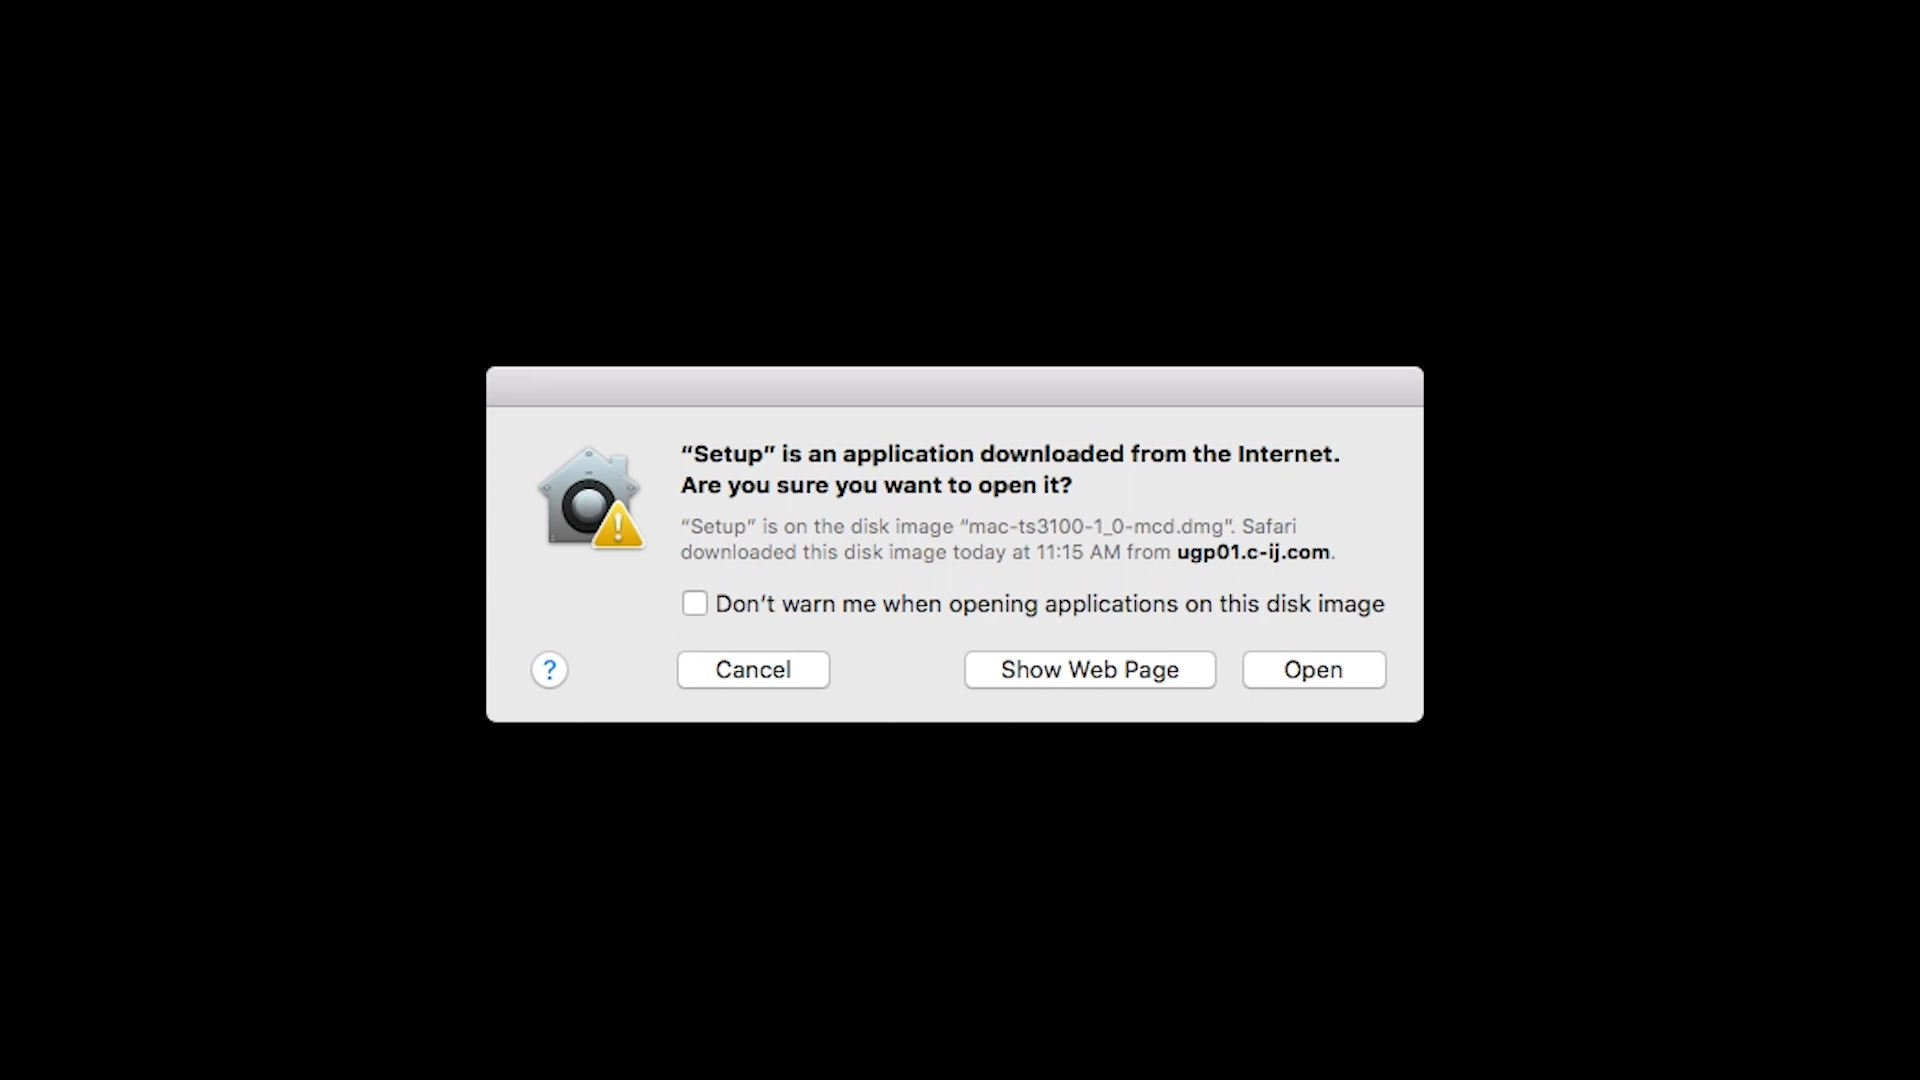 “Setup” is an application downloaded from the Internet.
Are you sure you want to open it?
“Setup” is on the disk image “mac-ts3100-1_0-mcd.dmg”. Safari
downloaded this disk image today at 11:15 AM from ugp01.c-ij.com.
Don’t warn me when opening applications on this disk image
? Cancel Show Web Page Open